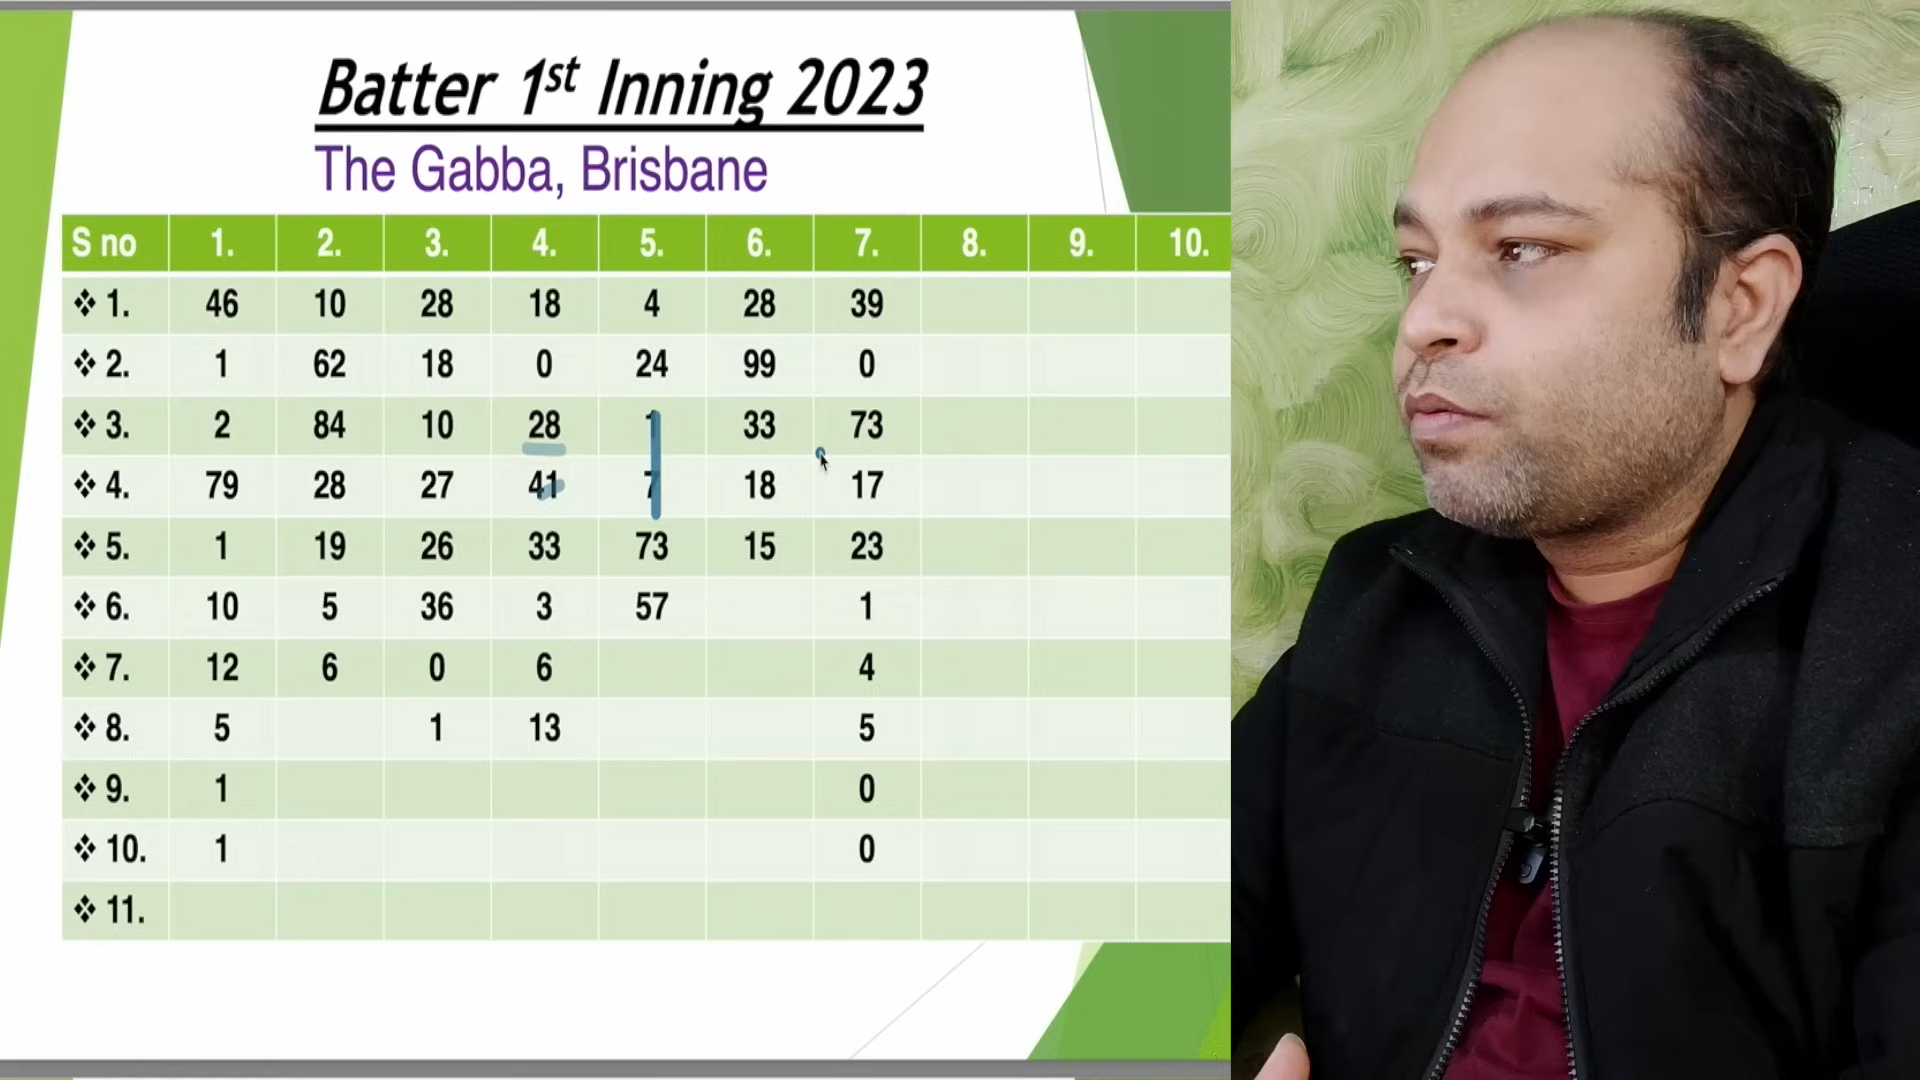 Batter 1st Inning 2023
The Gabba, Brisbane
S no 1. 2. 3. 4. 5. 6. 7. 8. 9. 10.
❖ 1. 46 10 28 18 4 28 39
❖ 2. 1 62 18 0 24 99 0
❖ 3. 2 84 10 28 1 33 73
❖ 4. 79 28 27 41 7 18 17
❖ 5. 1 19 26 33 73 15 23
❖ 6. 10 5 36 3 57 1
❖ 7. 12 6 0 6 4
❖ 8. 5 1 13 5
❖ 9. 1 0
❖ 10. 1 0
❖ 11.